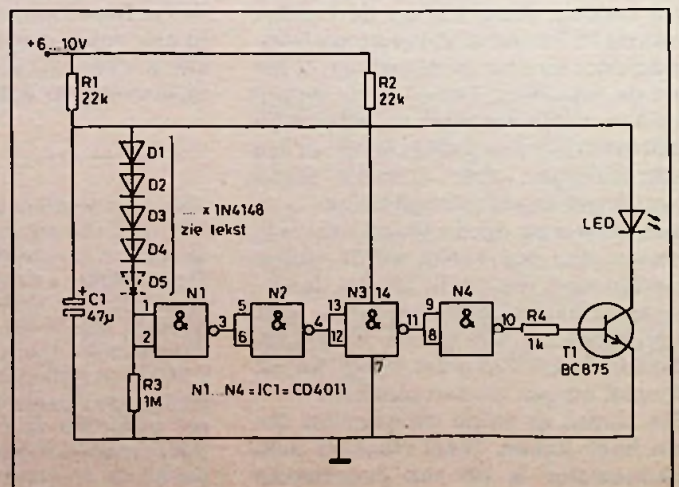 +6...10V
R1
22k
R2
22k
D1
D2
D3
D4
D5
.... x 1N4148
zie tekst
LED
+
C1
47µ
N1
N2
N3
14
N4
1
2
&
3
5
6
&
4
13
12
&
11
9
8
&
10
R4
1k
7
T1
BC875
R3
1M
N1...N4 = IC1 = CD4011